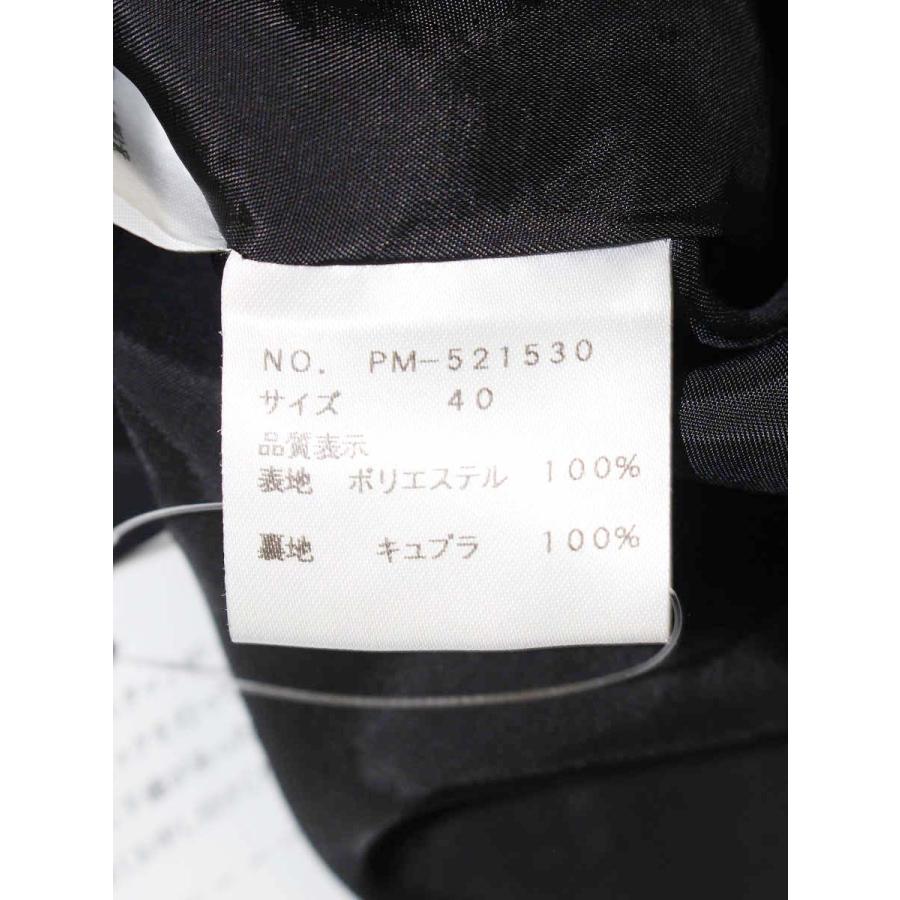 NO. PM-521530
サイズ 40
品質表示
表地 ポリエステル 100%
裏地 キュプラ 100%